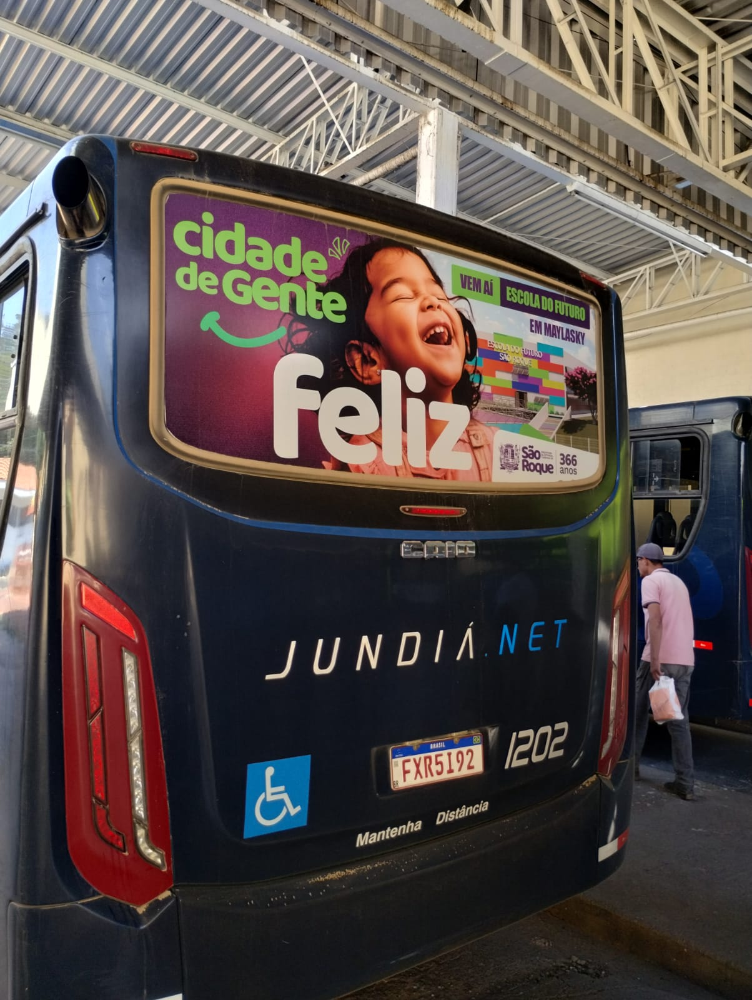 cidade
de Gente
feliz
VEM AÍ ESCOLA DO FUTURO
EM MAYLASKY
ESCOLA DO FUTURO
SÃO ROQUE
São
Roque
366
anos
CAIO
JUNDIÁ.NET
1202
BRASIL
FXR5I92
BR
Mantenha Distância